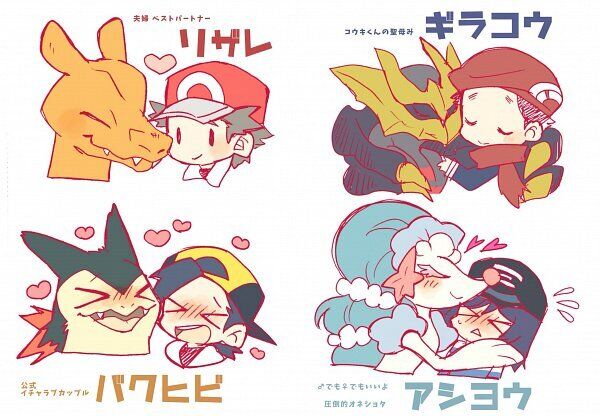 夫婦 ベストパートナー
リザレ
コウキくんの聖母み
ギラコウ
公式
イチャラブカップル
バクヒビ
♂でも♀でもいいよ
圧倒的オネショタ
アショウ